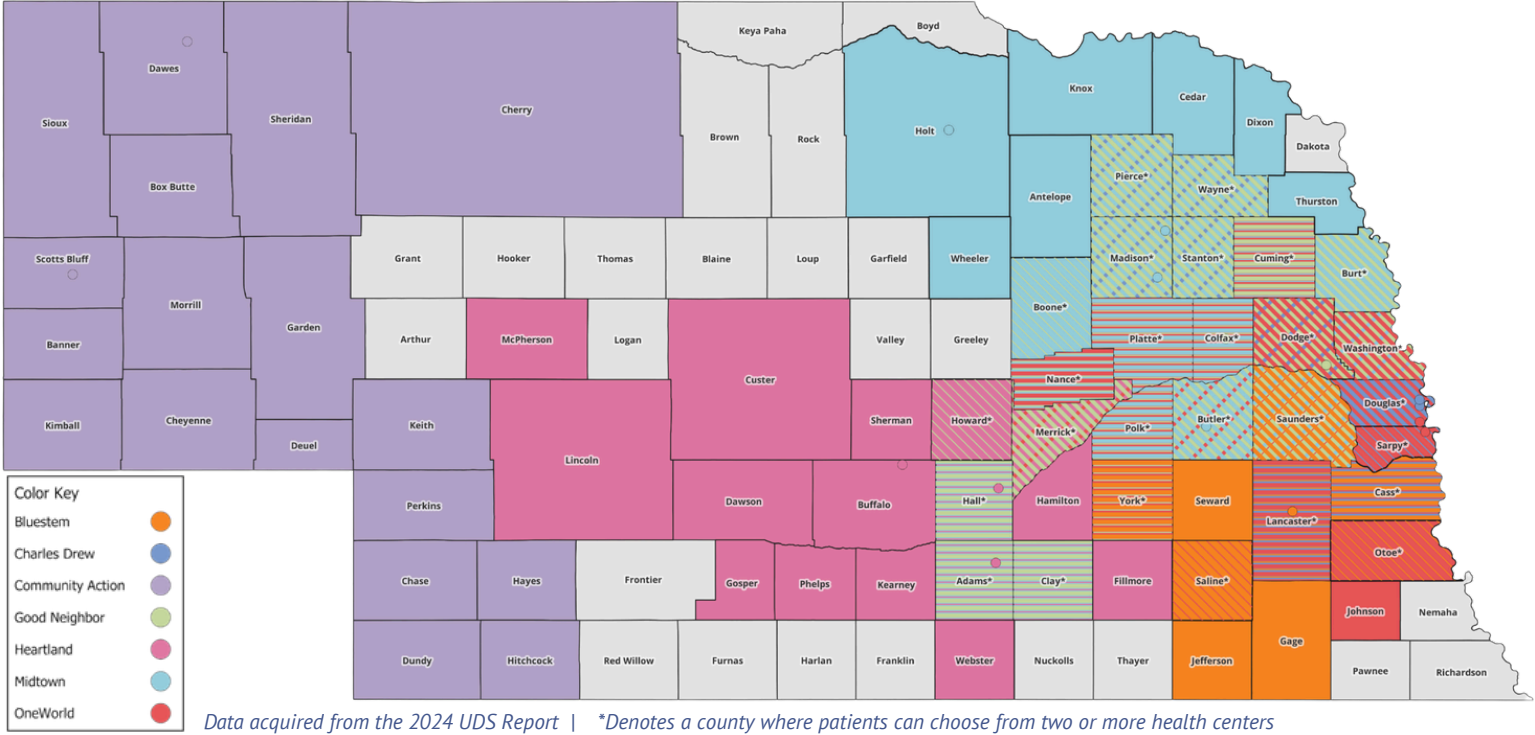 Keya Paha
Boyd
Dawes
Knox
Cedar
Cherry
Sioux
Sheridan
Holt
Dixon
Brown
Rock
Dakota
Box Butte
Pierce*
Wayne*
Antelope
Thurston
Scotts Bluff
Grant
Hooker
Thomas
Blaine
Loup
Garfield
Wheeler
Madison*
Stanton*
Cuming*
Burt*
Morrill
Boone*
Garden
Banner
Arthur
McPherson
Logan
Valley
Greeley
Platte*
Colfax*
Dodge*
Washington*
Custer
Nance*
Douglas*
Kimball
Cheyenne
Keith
Sherman
Howard*
Merrick*
Polk*
Butler*
Saunders*
Deuel
Sarpy*
Lincoln
Perkins
Dawson
Buffalo
Hall*
Hamilton
York*
Seward
Lancaster*
Cass*
Otoe*
Chase
Hayes
Frontier
Gosper
Phelps
Kearney
Adams*
Clay*
Fillmore
Saline*
Johnson
Nemaha
Gage
Dundy
Hitchcock
Red Willow
Furnas
Harlan
Franklin
Webster
Nuckolls
Thayer
Jefferson
Pawnee
Richardson
Color Key
Bluestem
Charles Drew
Community Action
Good Neighbor
Heartland
Midtown
OneWorld
Data acquired from the 2024 UDS Report | *Denotes a county where patients can choose from two or more health centers